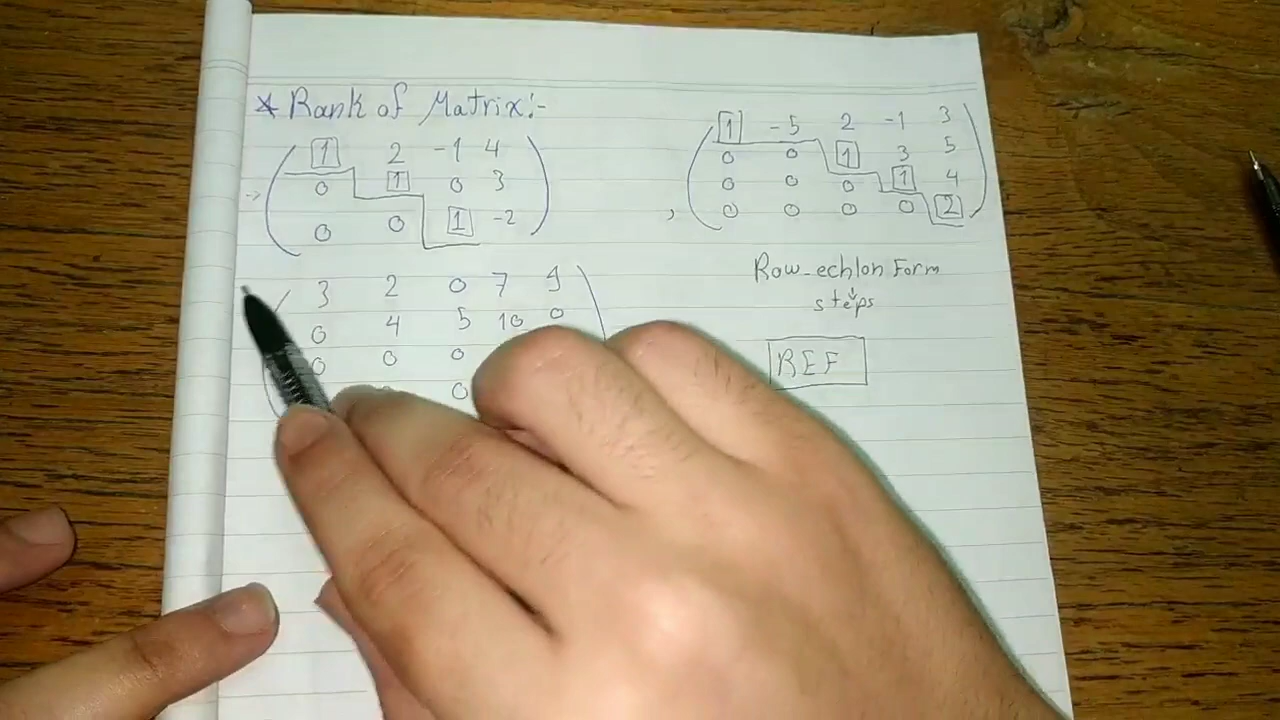 * Rank of Matrix:-
1 2 -1 4
0 1 0 3
0 0 1 -2
,
1 -5 2 -1 3
0 0 1 3 5
0 0 0 1 4
0 0 0 0 2
3 2 0 7 9
0 4 5 10 0
0 0 0
0
Row-echlon Form
steps
REF